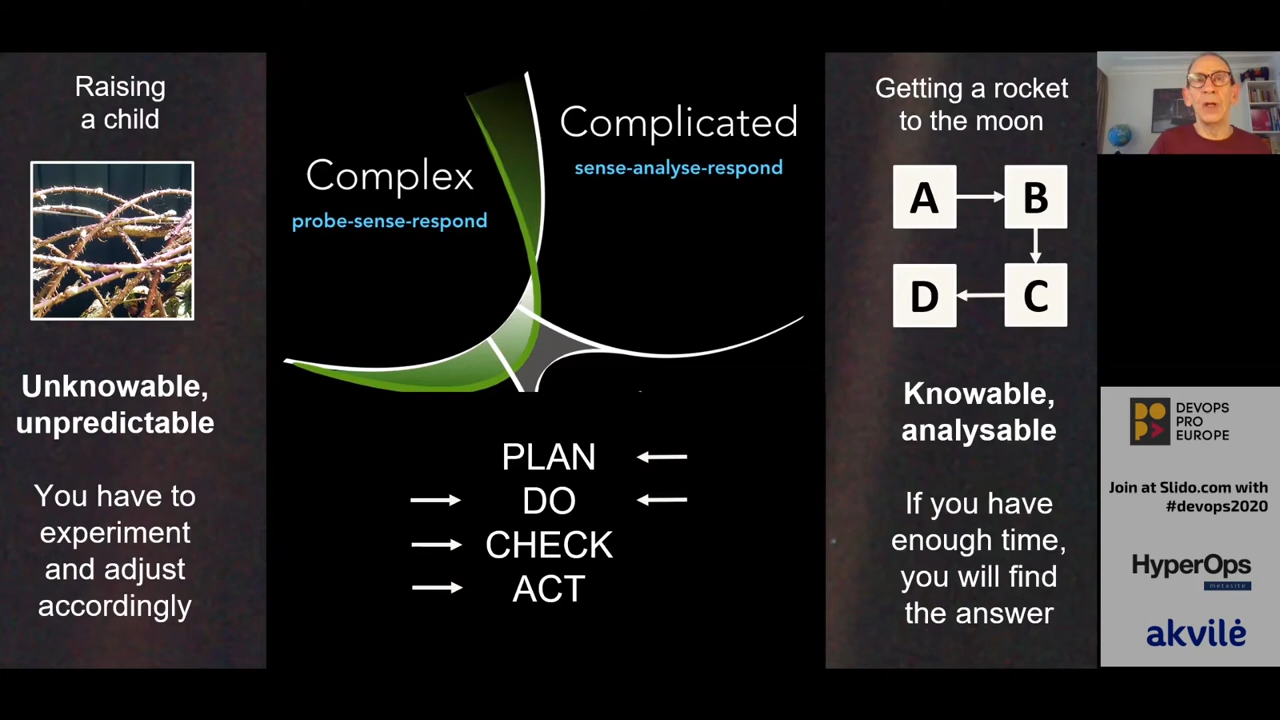 Raising
a child
Unknowable,
unpredictable
You have to
experiment
and adjust
accordingly
Complex
probe-sense-respond
Complicated
sense-analyse-respond
PLAN
DO
CHECK
ACT
Getting a rocket
to the moon
A
B
D
C
Knowable,
analysable
If you have
enough time,
you will find
the answer
DEVOPS
PRO
EUROPE
Join at Slido.com with
#devops2020
HyperOps
metasite
akvilė